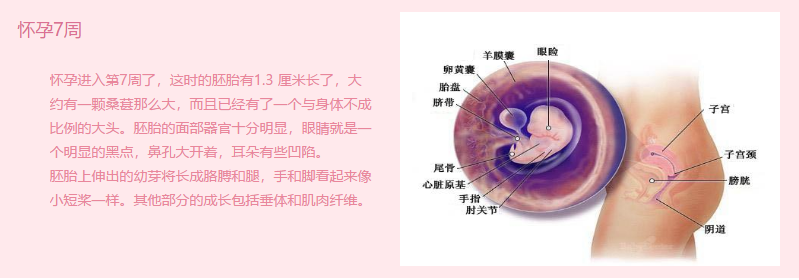 怀孕7周
怀孕进入第7周了，这时的胚胎有1.3 厘米长了，大
约有一颗桑葚那么大，而且已经有了一个与身体不成
比例的大头。胚胎的面部器官十分明显，眼睛就是一
个明显的黑点，鼻孔大开着，耳朵有些凹陷。
胚胎上伸出的幼芽将长成胳膊和腿，手和脚看起来像
小短桨一样。其他部分的成长包括垂体和肌肉纤维。
眼睑
羊膜囊
卵黄囊
胎盘
脐带
尾骨
心脏原基
手指
肘关节
子宫
子宫颈
膀胱
阴道